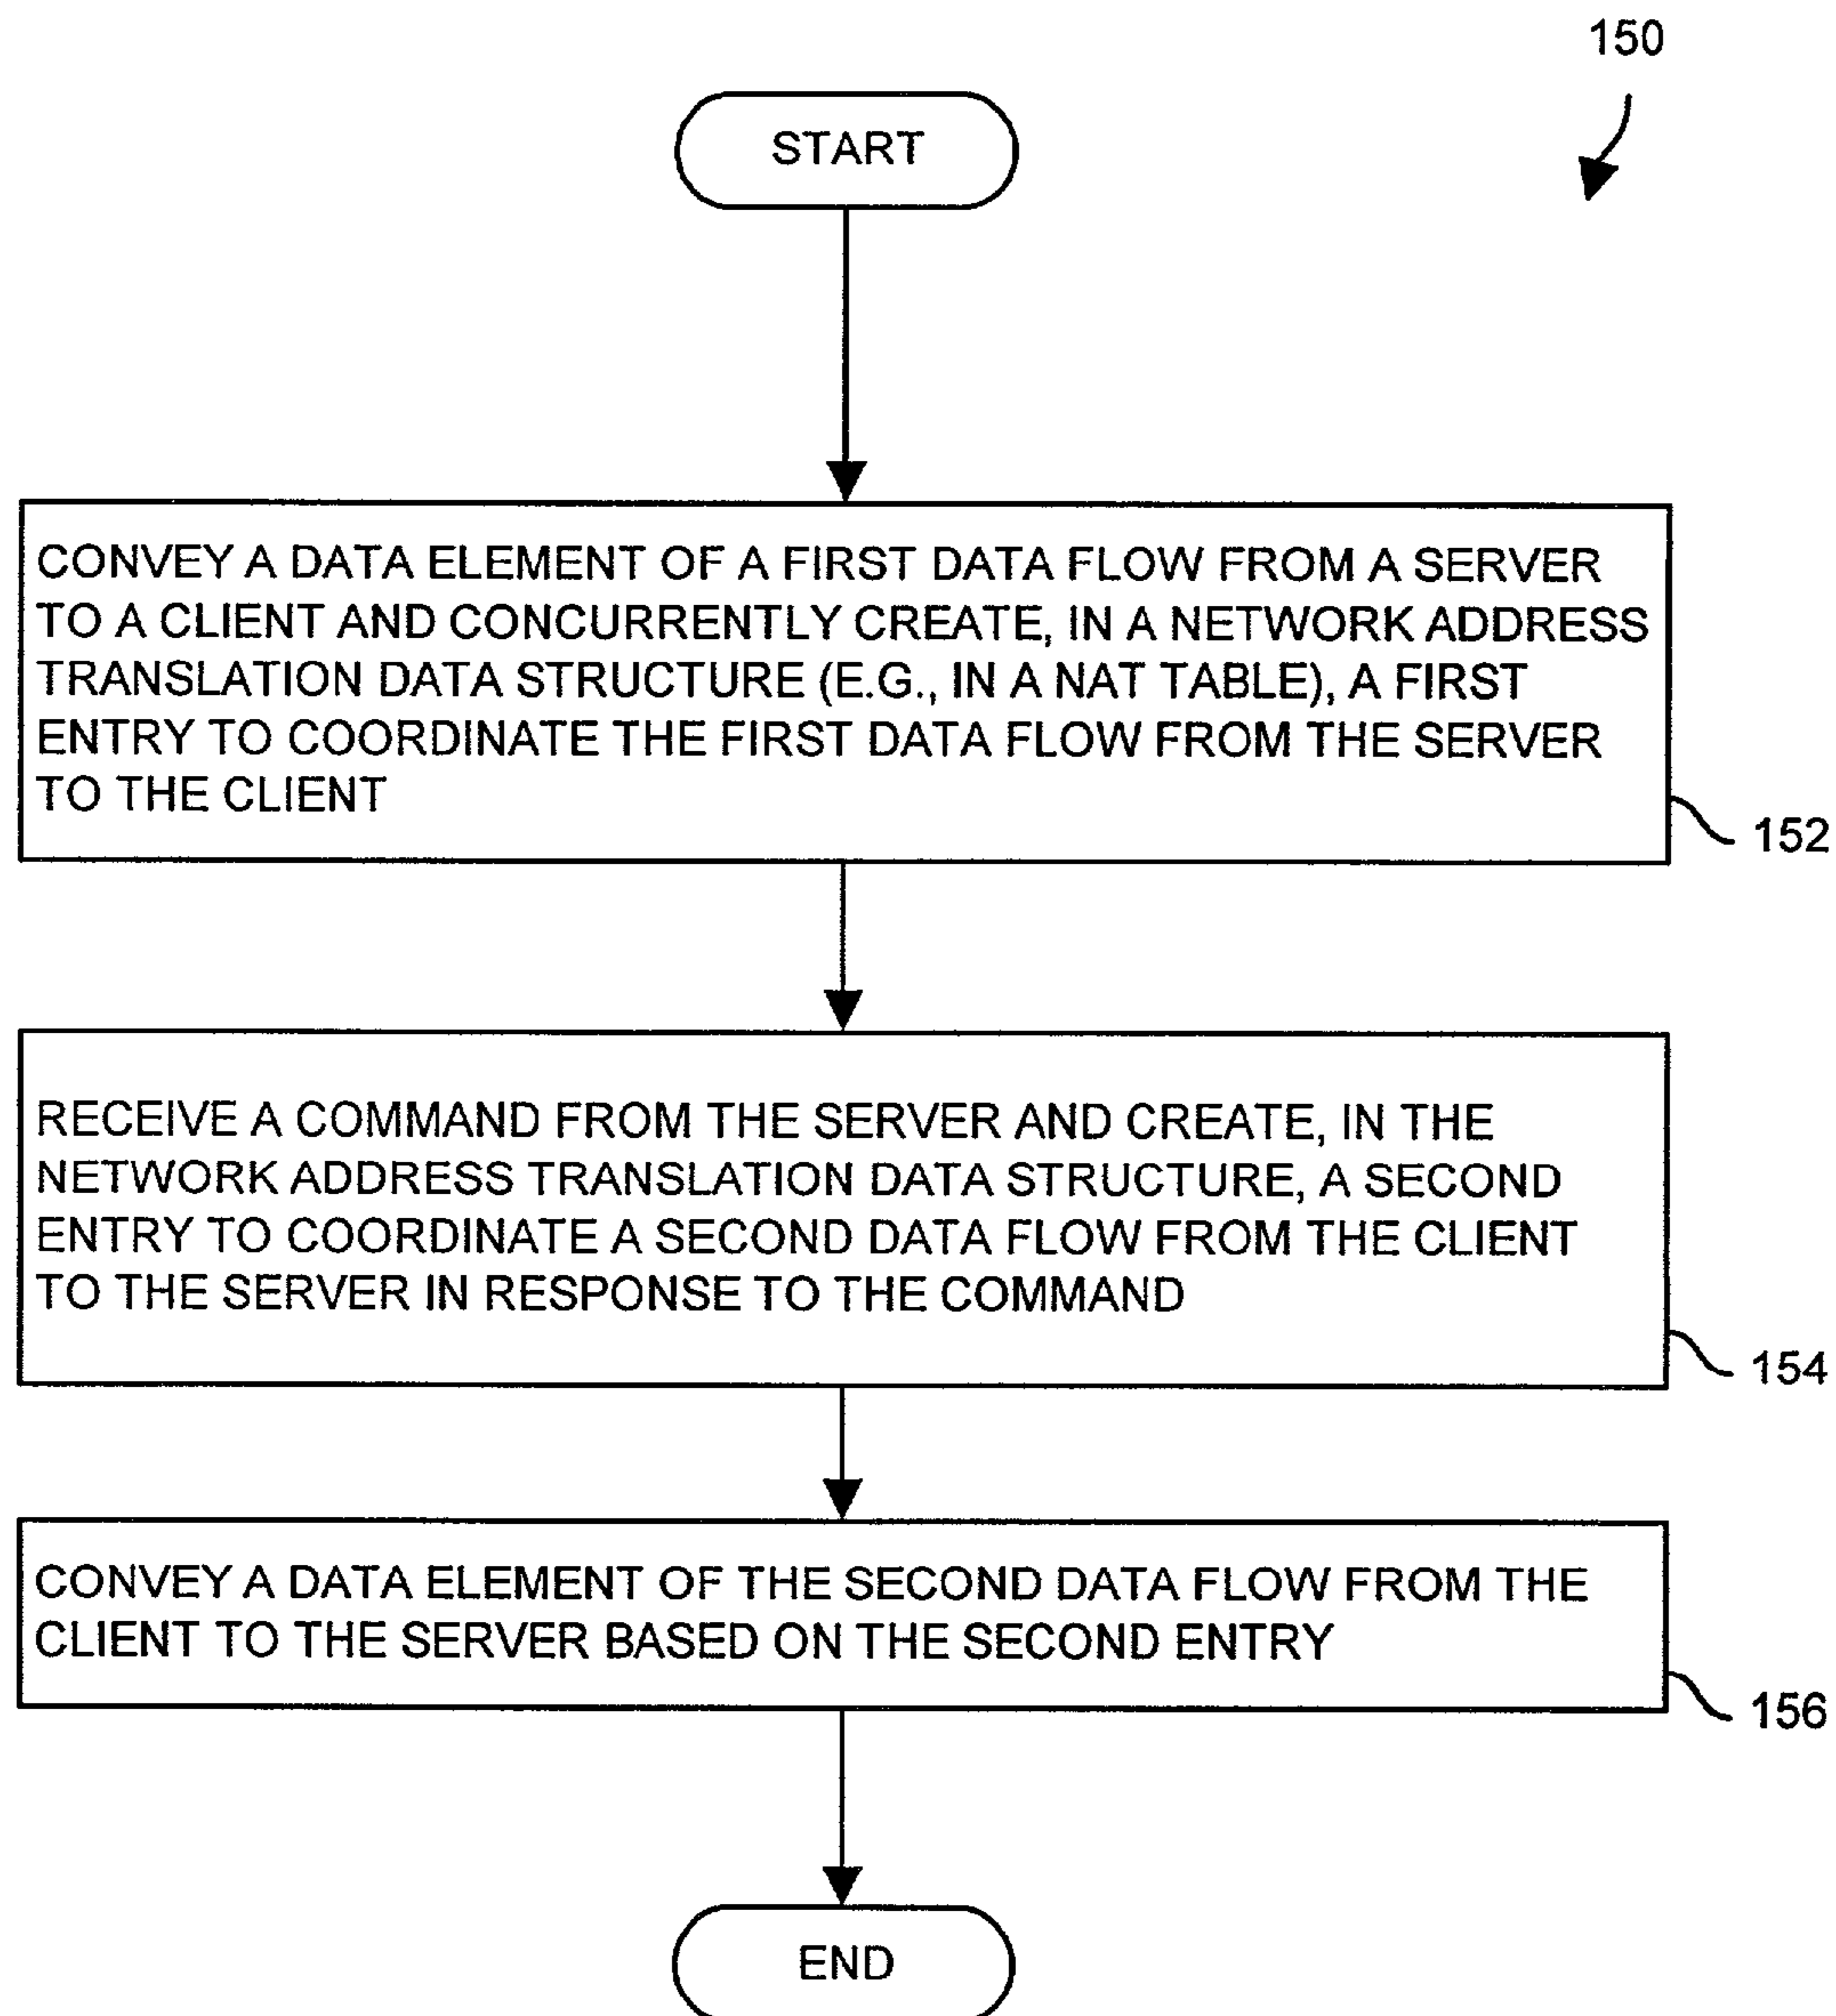 150
START
CONVEY A DATA ELEMENT OF A FIRST DATA FLOW FROM A SERVER
TO A CLIENT AND CONCURRENTLY CREATE, IN A NETWORK ADDRESS
TRANSLATION DATA STRUCTURE (E.G., IN A NAT TABLE), A FIRST
ENTRY TO COORDINATE THE FIRST DATA FLOW FROM THE SERVER
TO THE CLIENT
152
RECEIVE A COMMAND FROM THE SERVER AND CREATE, IN THE
NETWORK ADDRESS TRANSLATION DATA STRUCTURE, A SECOND
ENTRY TO COORDINATE A SECOND DATA FLOW FROM THE CLIENT
TO THE SERVER IN RESPONSE TO THE COMMAND
154
CONVEY A DATA ELEMENT OF THE SECOND DATA FLOW FROM THE
CLIENT TO THE SERVER BASED ON THE SECOND ENTRY
156
END